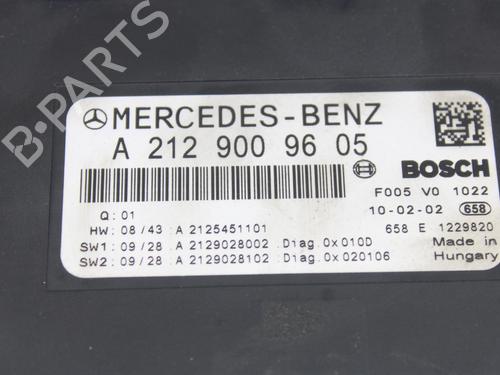 B-PARTS
MERCEDES-BENZ
A 212 900 96 05
BOSCH
F005 V0 1022
Q: 01
10-02-02 658
HW: 08/43: A 2125451101
658 E 1229820
SW1: 09/28 :A 2129028002 :Diag.0x010D
Made in
SW2: 09/28 :A 2129028102 :Diag.0x020106
Hungary